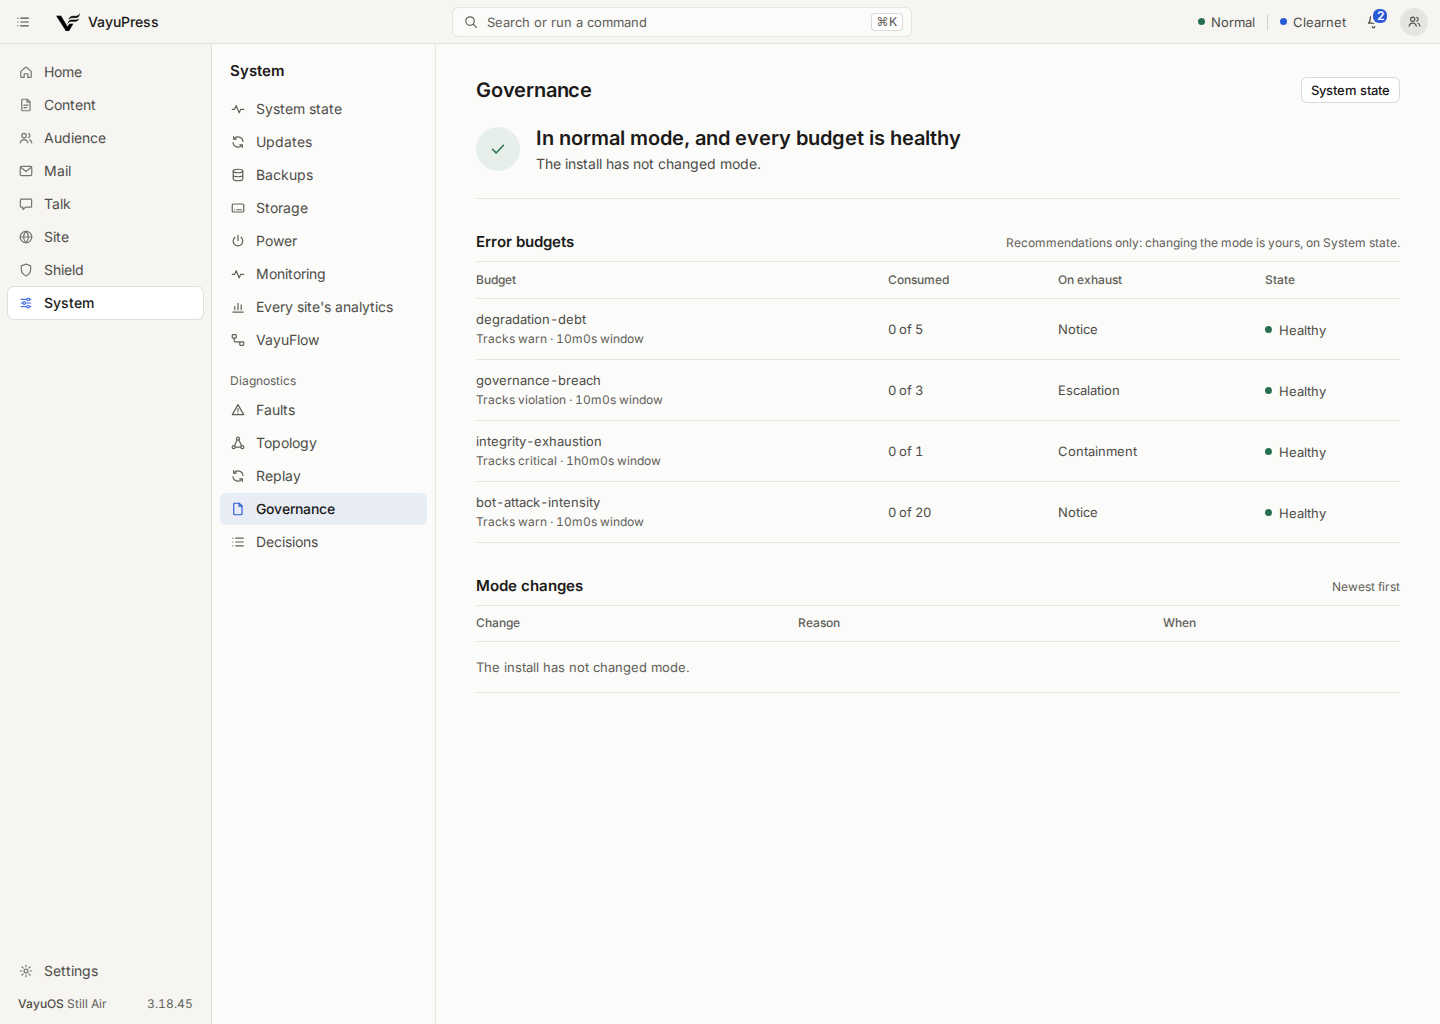 VayuPress
Search or run a command
⌘K
Normal
Clearnet
2
Home
Content
Audience
Mail
Talk
Site
Shield
System
Settings
VayuOS Still Air
3.18.45
System
System state
Updates
Backups
Storage
Power
Monitoring
Every site's analytics
VayuFlow
Diagnostics
Faults
Topology
Replay
Governance
Decisions
Governance
System state
In normal mode, and every budget is healthy
The install has not changed mode.
Error budgets
Recommendations only: changing the mode is yours, on System state.
Budget Consumed On exhaust State
degradation-debt
Tracks warn · 10m0s window
0 of 5 Notice Healthy
governance-breach
Tracks violation · 10m0s window
0 of 3 Escalation Healthy
integrity-exhaustion
Tracks critical · 1h0m0s window
0 of 1 Containment Healthy
bot-attack-intensity
Tracks warn · 10m0s window
0 of 20 Notice Healthy
Mode changes
Newest first
Change Reason When
The install has not changed mode.